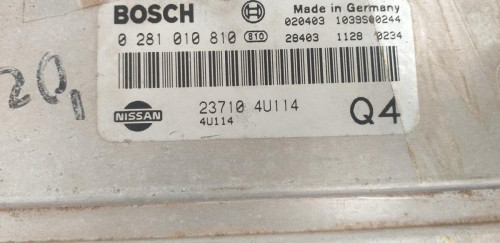 BOSCH Made in Germany
020403 1039S00244
0 281 010 810 810 28403 1128 0234
NISSAN 23710 4U114 Q4
4U114
20,